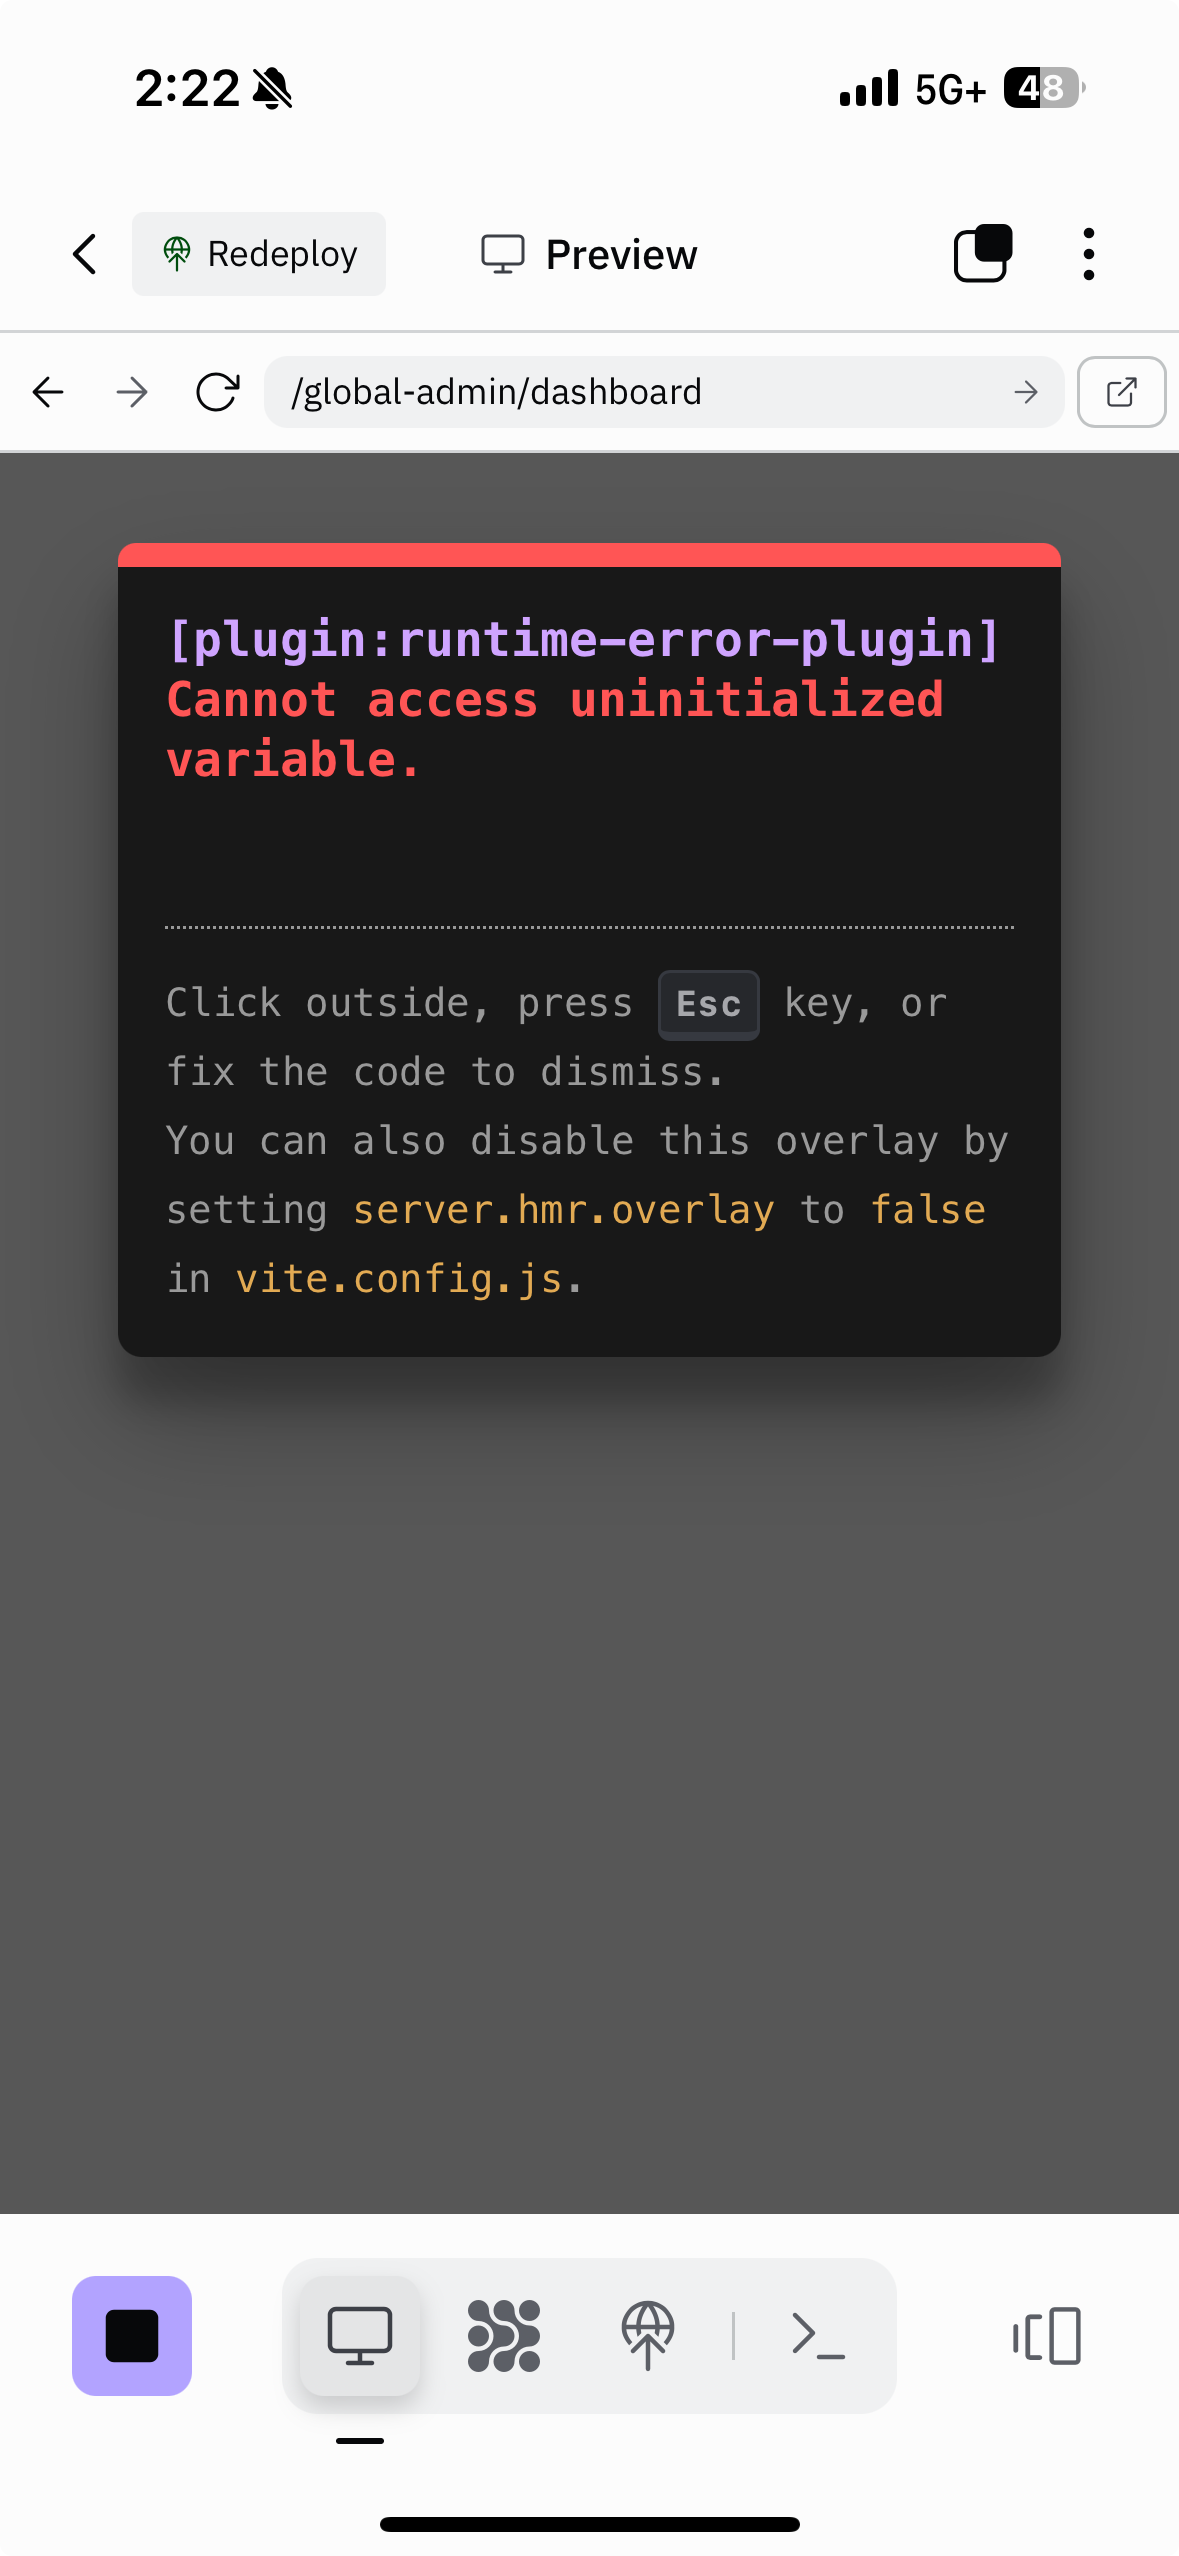 2:22 5G+ 48
Redeploy Preview
/global-admin/dashboard
[plugin:runtime-error-plugin]
Cannot access uninitialized
variable.
Click outside, press Esc key, or
fix the code to dismiss.
You can also disable this overlay by
setting server.hmr.overlay to false
in vite.config.js.